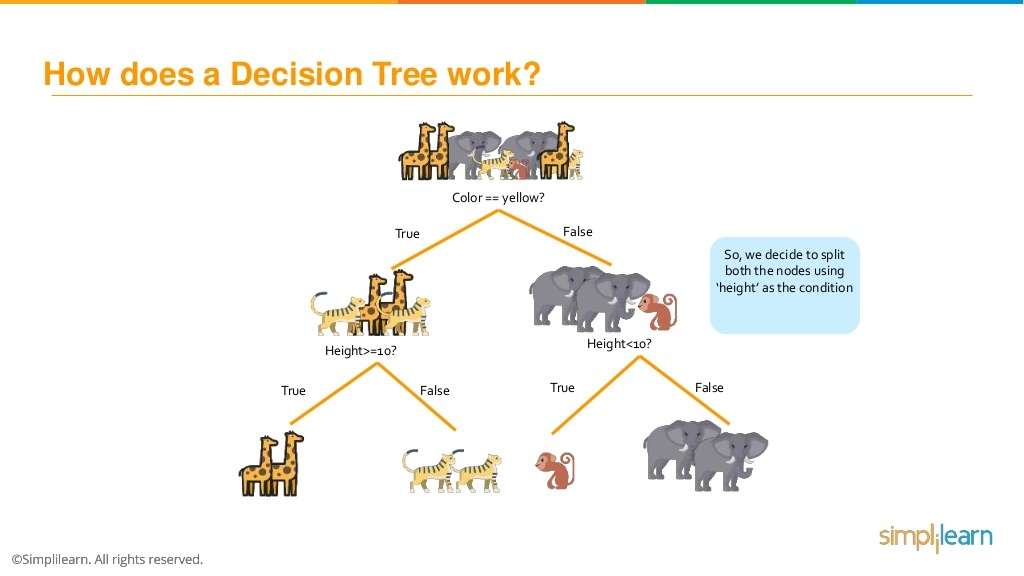 How does a Decision Tree work?
Color == yellow?
True
False
So, we decide to split
both the nodes using
‘height’ as the condition
Height>=10?
Height<10?
True
False
True
False
simplilearn
©Simplilearn. All rights reserved.